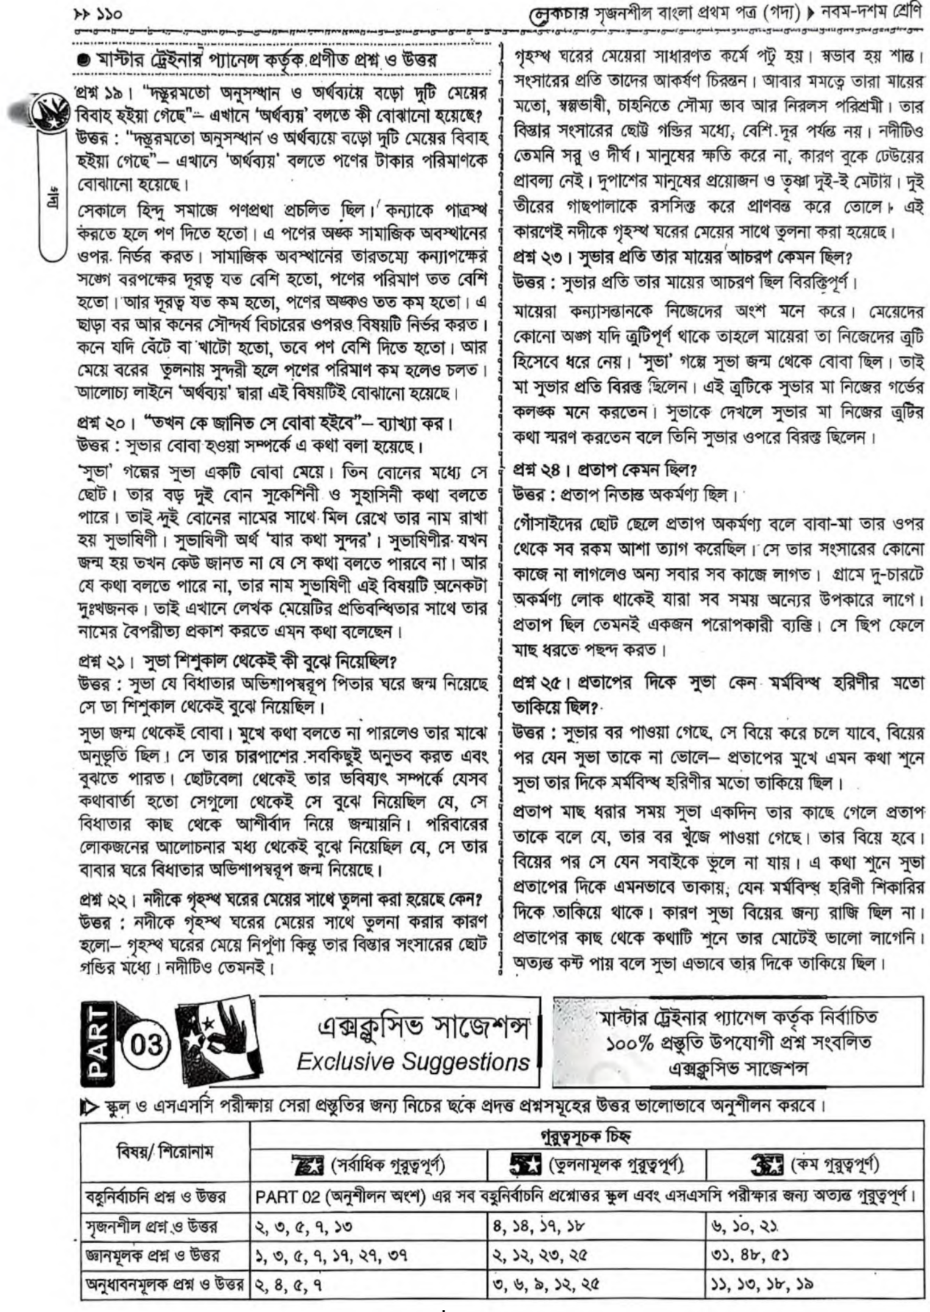 ▶▶ ১১০
লেকচার সৃজনশীল বাংলা প্রথম পত্র (গদ্য) ▶ নবম-দশম শ্রেণি
গদ্য
● মাস্টার ট্রেইনার প্যানেল কর্তৃক প্রণীত প্রশ্ন ও উত্তর
প্রশ্ন ১৯। “দস্তুরমতো অনুসন্ধান ও অর্থব্যয়ে বড়ো দুটি মেয়ের
বিবাহ হইয়া গেছে”– এখানে ‘অর্থব্যয়’ বলতে কী বোঝানো হয়েছে?
উত্তর : “দস্তুরমতো অনুসন্ধান ও অর্থব্যয়ে বড়ো দুটি মেয়ের বিবাহ
হইয়া গেছে”– এখানে ‘অর্থব্যয়’ বলতে পণের টাকার পরিমাণকে
বোঝানো হয়েছে।
সেকালে হিন্দু সমাজে পণপ্রথা প্রচলিত ছিল। কন্যাকে পাত্রস্থ
করতে হলে পণ দিতে হতো। এ পণের অঙ্ক সামাজিক অবস্থানের
ওপর নির্ভর করত। সামাজিক অবস্থানের তারতম্যে কন্যাপক্ষের
সঙ্গে বরপক্ষের দূরত্ব যত বেশি হতো, পণের পরিমাণ তত বেশি
হতো। আর দূরত্ব যত কম হতো, পণের অঙ্কও তত কম হতো। এ
ছাড়া বর আর কনের সৌন্দর্য বিচারের ওপরও বিষয়টি নির্ভর করত।
কনে যদি বেঁটে বা খাটো হতো, তবে পণ বেশি দিতে হতো। আর
মেয়ে বরের তুলনায় সুন্দরী হলে পণের পরিমাণ কম হলেও চলত।
আলোচ্য লাইনে ‘অর্থব্যয়’ দ্বারা এই বিষয়টিই বোঝানো হয়েছে।
প্রশ্ন ২০। “তখন কে জানিত সে বোবা হইবে”– ব্যাখ্যা কর।
উত্তর : সুভার বোবা হওয়া সম্পর্কে এ কথা বলা হয়েছে।
‘সুভা’ গল্পের সুভা একটি বোবা মেয়ে। তিন বোনের মধ্যে সে
ছোট। তার বড় দুই বোন সুকেশিনী ও সুহাসিনী কথা বলতে
পারে। তাই দুই বোনের নামের সাথে মিল রেখে তার নাম রাখা
হয় সুভাষিণী। সুভাষিণী অর্থ ‘যার কথা সুন্দর’। সুভাষিণীর যখন
জন্ম হয় তখন কেউ জানত না যে সে কথা বলতে পারবে না। আর
যে কথা বলতে পারে না, তার নাম সুভাষিণী এই বিষয়টি অনেকটা
দুঃখজনক। তাই এখানে লেখক মেয়েটির প্রতিবন্ধিতার সাথে তার
নামের বৈপরীত্য প্রকাশ করতে এমন কথা বলেছেন।
প্রশ্ন ২১। সুভা শিশুকাল থেকেই কী বুঝে নিয়েছিল?
উত্তর : সুভা যে বিধাতার অভিশাপস্বরূপ পিতার ঘরে জন্ম নিয়েছে
সে তা শিশুকাল থেকেই বুঝে নিয়েছিল।
সুভা জন্ম থেকেই বোবা। মুখে কথা বলতে না পারলেও তার মাঝে
অনুভূতি ছিল। সে তার চারপাশের সবকিছুই অনুভব করত এবং
বুঝতে পারত। ছোটবেলা থেকেই তার ভবিষ্যৎ সম্পর্কে যেসব
কথাবার্তা হতো সেগুলো থেকেই সে বুঝে নিয়েছিল যে, সে
বিধাতার কাছ থেকে আশীর্বাদ নিয়ে জন্মায়নি। পরিবারের
লোকজনের আলোচনার মধ্য থেকেই বুঝে নিয়েছিল যে, সে তার
বাবার ঘরে বিধাতার অভিশাপস্বরূপ জন্ম নিয়েছে।
প্রশ্ন ২২। নদীকে গৃহস্থ ঘরের মেয়ের সাথে তুলনা করা হয়েছে কেন?
উত্তর : নদীকে গৃহস্থ ঘরের মেয়ের সাথে তুলনা করার কারণ
হলো– গৃহস্থ ঘরের মেয়ে নিপুণা কিন্তু তার বিস্তার সংসারের ছোট
গন্ডির মধ্যে। নদীটিও তেমনই।
গৃহস্থ ঘরের মেয়েরা সাধারণত কর্মে পটু হয়। স্বভাব হয় শান্ত।
সংসারের প্রতি তাদের আকর্ষণ চিরন্তন। আবার মমত্বে তারা মায়ের
মতো, স্বল্পভাষী, চাহনিতে সৌম্য ভাব আর নিরলস পরিশ্রমী। তার
বিস্তার সংসারের ছোট্ট গন্ডির মধ্যে, বেশি দূর পর্যন্ত নয়। নদীটিও
তেমনি সরু ও দীর্ঘ। মানুষের ক্ষতি করে না, কারণ বুকে ঢেউয়ের
প্রাবল্য নেই। দুপাশের মানুষের প্রয়োজন ও তৃষ্ণা দুই-ই মেটায়। দুই
তীরের গাছপালাকে রসসিক্ত করে প্রাণবন্ত করে তোলে। এই
কারণেই নদীকে গৃহস্থ ঘরের মেয়ের সাথে তুলনা করা হয়েছে।
প্রশ্ন ২৩। সুভার প্রতি তার মায়ের আচরণ কেমন ছিল?
উত্তর : সুভার প্রতি তার মায়ের আচরণ ছিল বিরক্তিপূর্ণ।
মায়েরা কন্যাসন্তানকে নিজেদের অংশ মনে করে। মেয়েদের
কোনো অঙ্গ যদি ত্রুটিপূর্ণ থাকে তাহলে মায়েরা তা নিজেদের ত্রুটি
হিসেবে ধরে নেয়। ‘সুভা’ গল্পে সুভা জন্ম থেকে বোবা ছিল। তাই
মা সুভার প্রতি বিরক্ত ছিলেন। এই ত্রুটিকে সুভার মা নিজের গর্ভের
কলঙ্ক মনে করতেন। সুভাকে দেখলে সুভার মা নিজের ত্রুটির
কথা স্মরণ করতেন বলে তিনি সুভার ওপরে বিরক্ত ছিলেন।
প্রশ্ন ২৪। প্রতাপ কেমন ছিল?
উত্তর : প্রতাপ নিতান্ত অকর্মণ্য ছিল।
গোঁসাইদের ছোট ছেলে প্রতাপ অকর্মণ্য বলে বাবা-মা তার ওপর
থেকে সব রকম আশা ত্যাগ করেছিল। সে তার সংসারের কোনো
কাজে না লাগলেও অন্য সবার সব কাজে লাগত। গ্রামে দু-চারটে
অকর্মণ্য লোক থাকেই যারা সব সময় অন্যের উপকারে লাগে।
প্রতাপ ছিল তেমনই একজন পরোপকারী ব্যক্তি। সে ছিপ ফেলে
মাছ ধরতে পছন্দ করত।
প্রশ্ন ২৫। প্রতাপের দিকে সুভা কেন মর্মবিদ্ধ হরিণীর মতো
তাকিয়ে ছিল?
উত্তর : সুভার বর পাওয়া গেছে, সে বিয়ে করে চলে যাবে, বিয়ের
পর যেন সুভা তাকে না ভোলে– প্রতাপের মুখে এমন কথা শুনে
সুভা তার দিকে মর্মবিদ্ধ হরিণীর মতো তাকিয়ে ছিল।
প্রতাপ মাছ ধরার সময় সুভা একদিন তার কাছে গেলে প্রতাপ
তাকে বলে যে, তার বর খুঁজে পাওয়া গেছে। তার বিয়ে হবে।
বিয়ের পর সে যেন সবাইকে ভুলে না যায়। এ কথা শুনে সুভা
প্রতাপের দিকে এমনভাবে তাকায়, যেন মর্মবিদ্ধ হরিণী শিকারির
দিকে তাকিয়ে থাকে। কারণ সুভা বিয়ের জন্য রাজি ছিল না।
প্রতাপের কাছ থেকে কথাটি শুনে তার মোটেই ভালো লাগেনি।
অত্যন্ত কষ্ট পায় বলে সুভা এভাবে তার দিকে তাকিয়ে ছিল।
PART 03
এক্সক্লুসিভ সাজেশন্স
Exclusive Suggestions
মাস্টার ট্রেইনার প্যানেল কর্তৃক নির্বাচিত
১০০% প্রস্তুতি উপযোগী প্রশ্ন সংবলিত
এক্সক্লুসিভ সাজেশন্স
▷ স্কুল ও এসএসসি পরীক্ষায় সেরা প্রস্তুতির জন্য নিচের ছকে প্রদত্ত প্রশ্নসমূহের উত্তর ভালোভাবে অনুশীলন করবে।
বিষয়/ শিরোনাম
গুরুত্বসূচক চিহ্ন
7★ (সর্বাধিক গুরুত্বপূর্ণ) 5★ (তুলনামূলক গুরুত্বপূর্ণ) 3★ (কম গুরুত্বপূর্ণ)
বহুনির্বাচনি প্রশ্ন ও উত্তর PART 02 (অনুশীলন অংশ) এর সব বহুনির্বাচনি প্রশ্নোত্তর স্কুল এবং এসএসসি পরীক্ষার জন্য অত্যন্ত গুরুত্বপূর্ণ।
সৃজনশীল প্রশ্ন ও উত্তর ২, ৩, ৫, ৭, ১৩ ৪, ১৪, ১৭, ১৮ ৬, ১০, ২১
জ্ঞানমূলক প্রশ্ন ও উত্তর ১, ৩, ৫, ৭, ১৭, ২৭, ৩৭ ২, ১২, ২৩, ২৫ ৩১, ৪৮, ৫১
অনুধাবনমূলক প্রশ্ন ও উত্তর ২, ৪, ৫, ৭ ৩, ৬, ৯, ১২, ২৫ ১১, ১৩, ১৮, ১৯